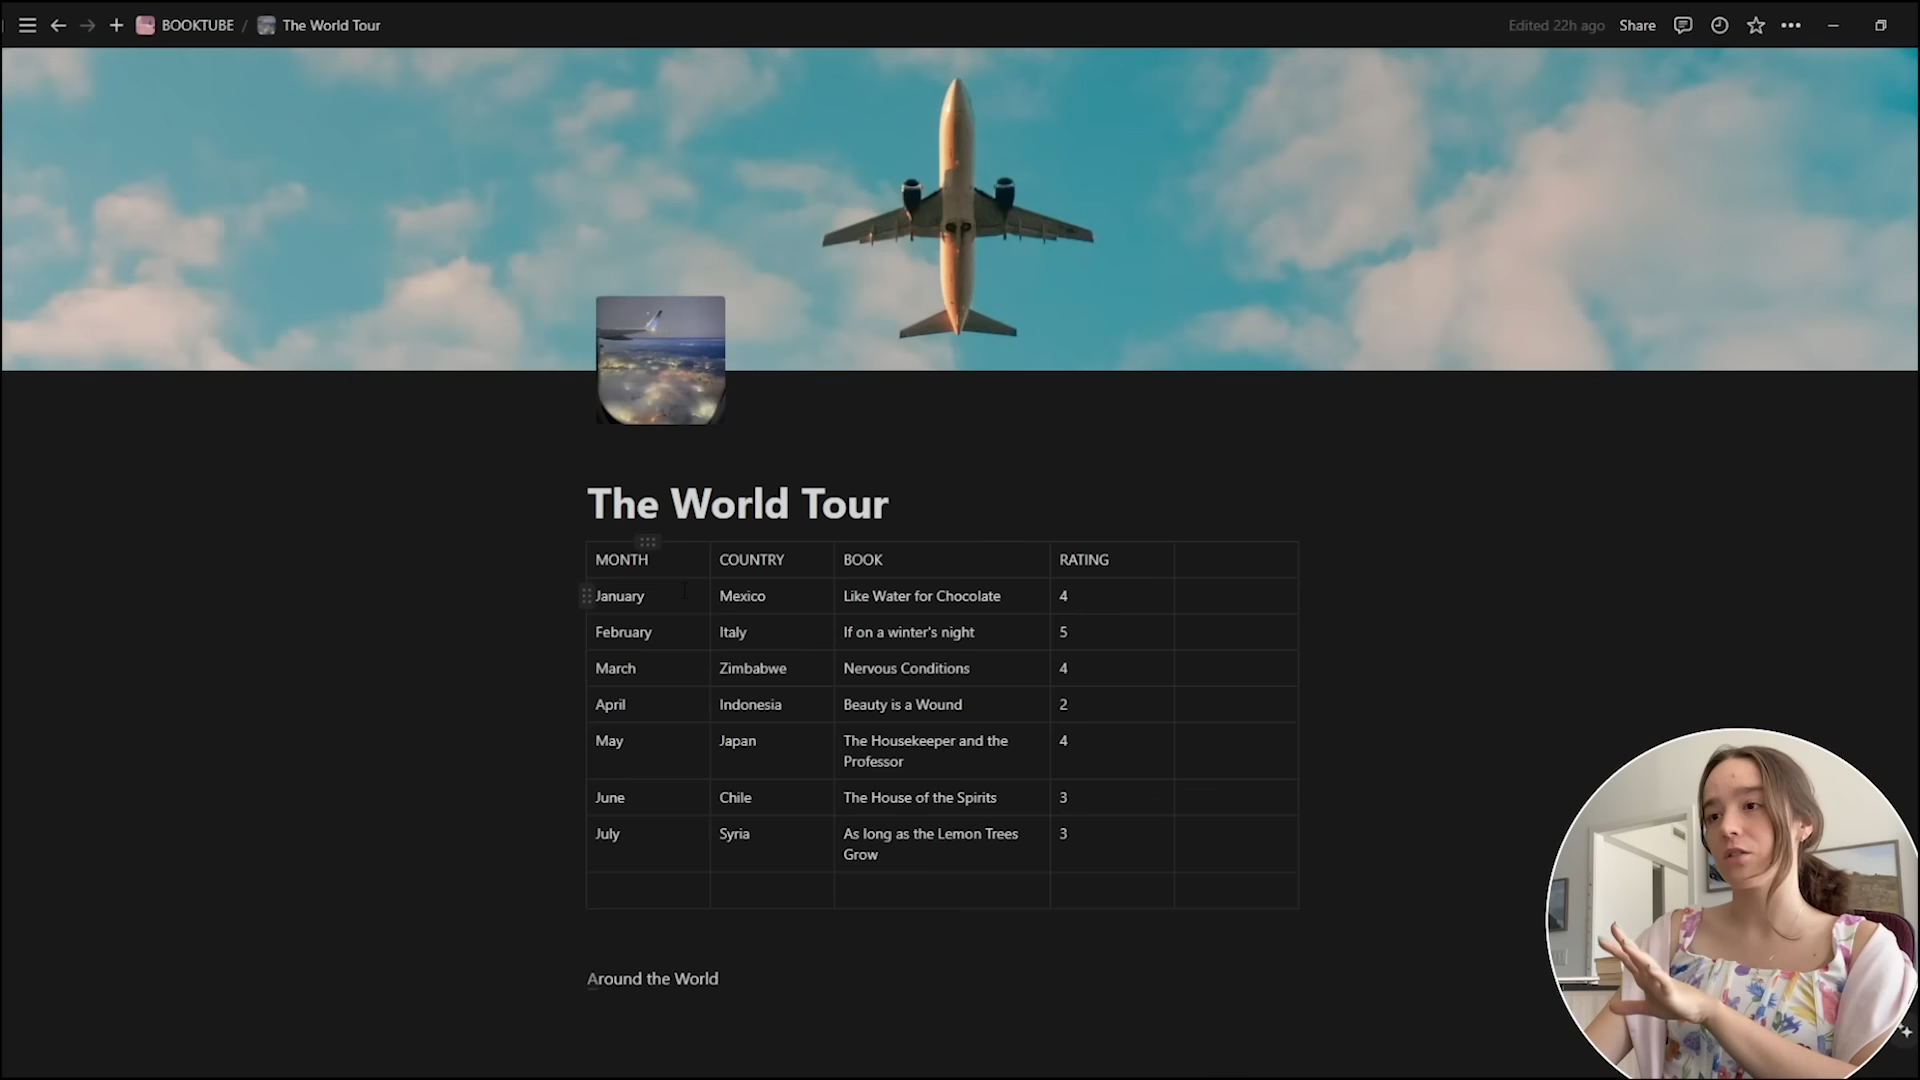 BOOKTUBE / The World Tour
Edited 22h ago Share
The World Tour
MONTH COUNTRY BOOK RATING
January Mexico Like Water for Chocolate 4
February Italy If on a winter's night 5
March Zimbabwe Nervous Conditions 4
April Indonesia Beauty is a Wound 2
May Japan The Housekeeper and the 4
Professor
June Chile The House of the Spirits 3
July Syria As long as the Lemon Trees 3
Grow
Around the World